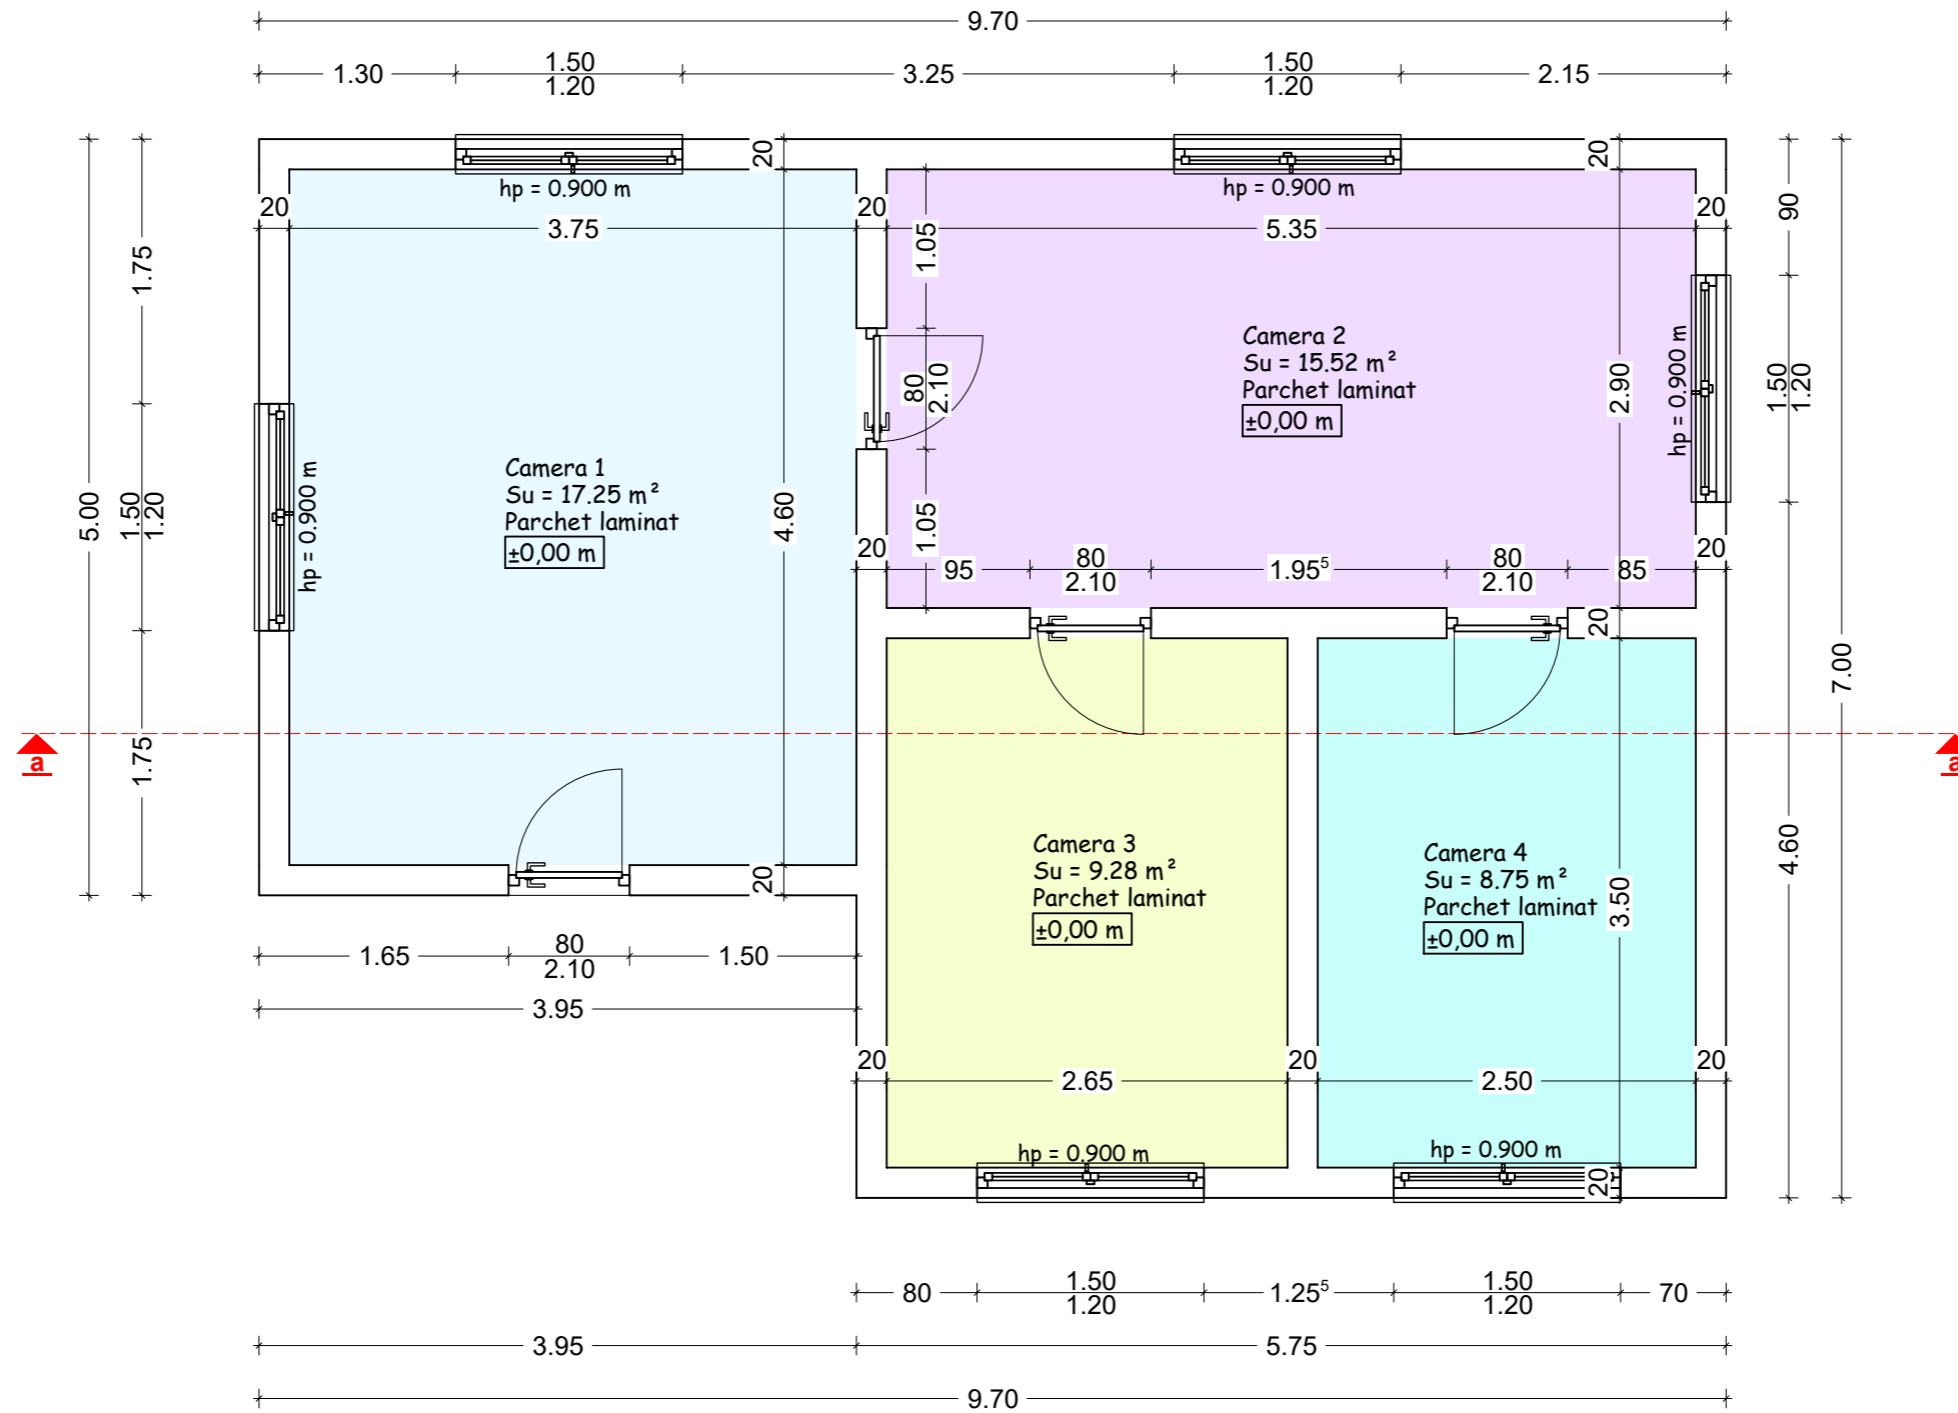 9.70
1.30
1.50
1.20
3.25
1.50
1.20
2.15
20
20
hp = 0.900 m
hp = 0.900 m
20
3.75
20
5.35
20
90
1.75
1.05
Camera 2
Su = 15.52 m²
Parchet laminat
±0,00 m
80
2.10
2.90
hp = 0.900 m
1.50
1.20
Camera 1
Su = 17.25 m²
Parchet laminat
±0,00 m
5.00
1.50
1.20
hp = 0.900 m
4.60
1.05
20
95
80
2.10
1.95⁵
80
2.10
85
20
20
7.00
a
a
1.75
20
Camera 3
Su = 9.28 m²
Parchet laminat
±0,00 m
Camera 4
Su = 8.75 m²
Parchet laminat
±0,00 m
3.50
4.60
1.65
80
2.10
1.50
3.95
20
2.65
20
2.50
20
hp = 0.900 m
hp = 0.900 m
20
80
1.50
1.20
1.25⁵
1.50
1.20
70
3.95
5.75
9.70